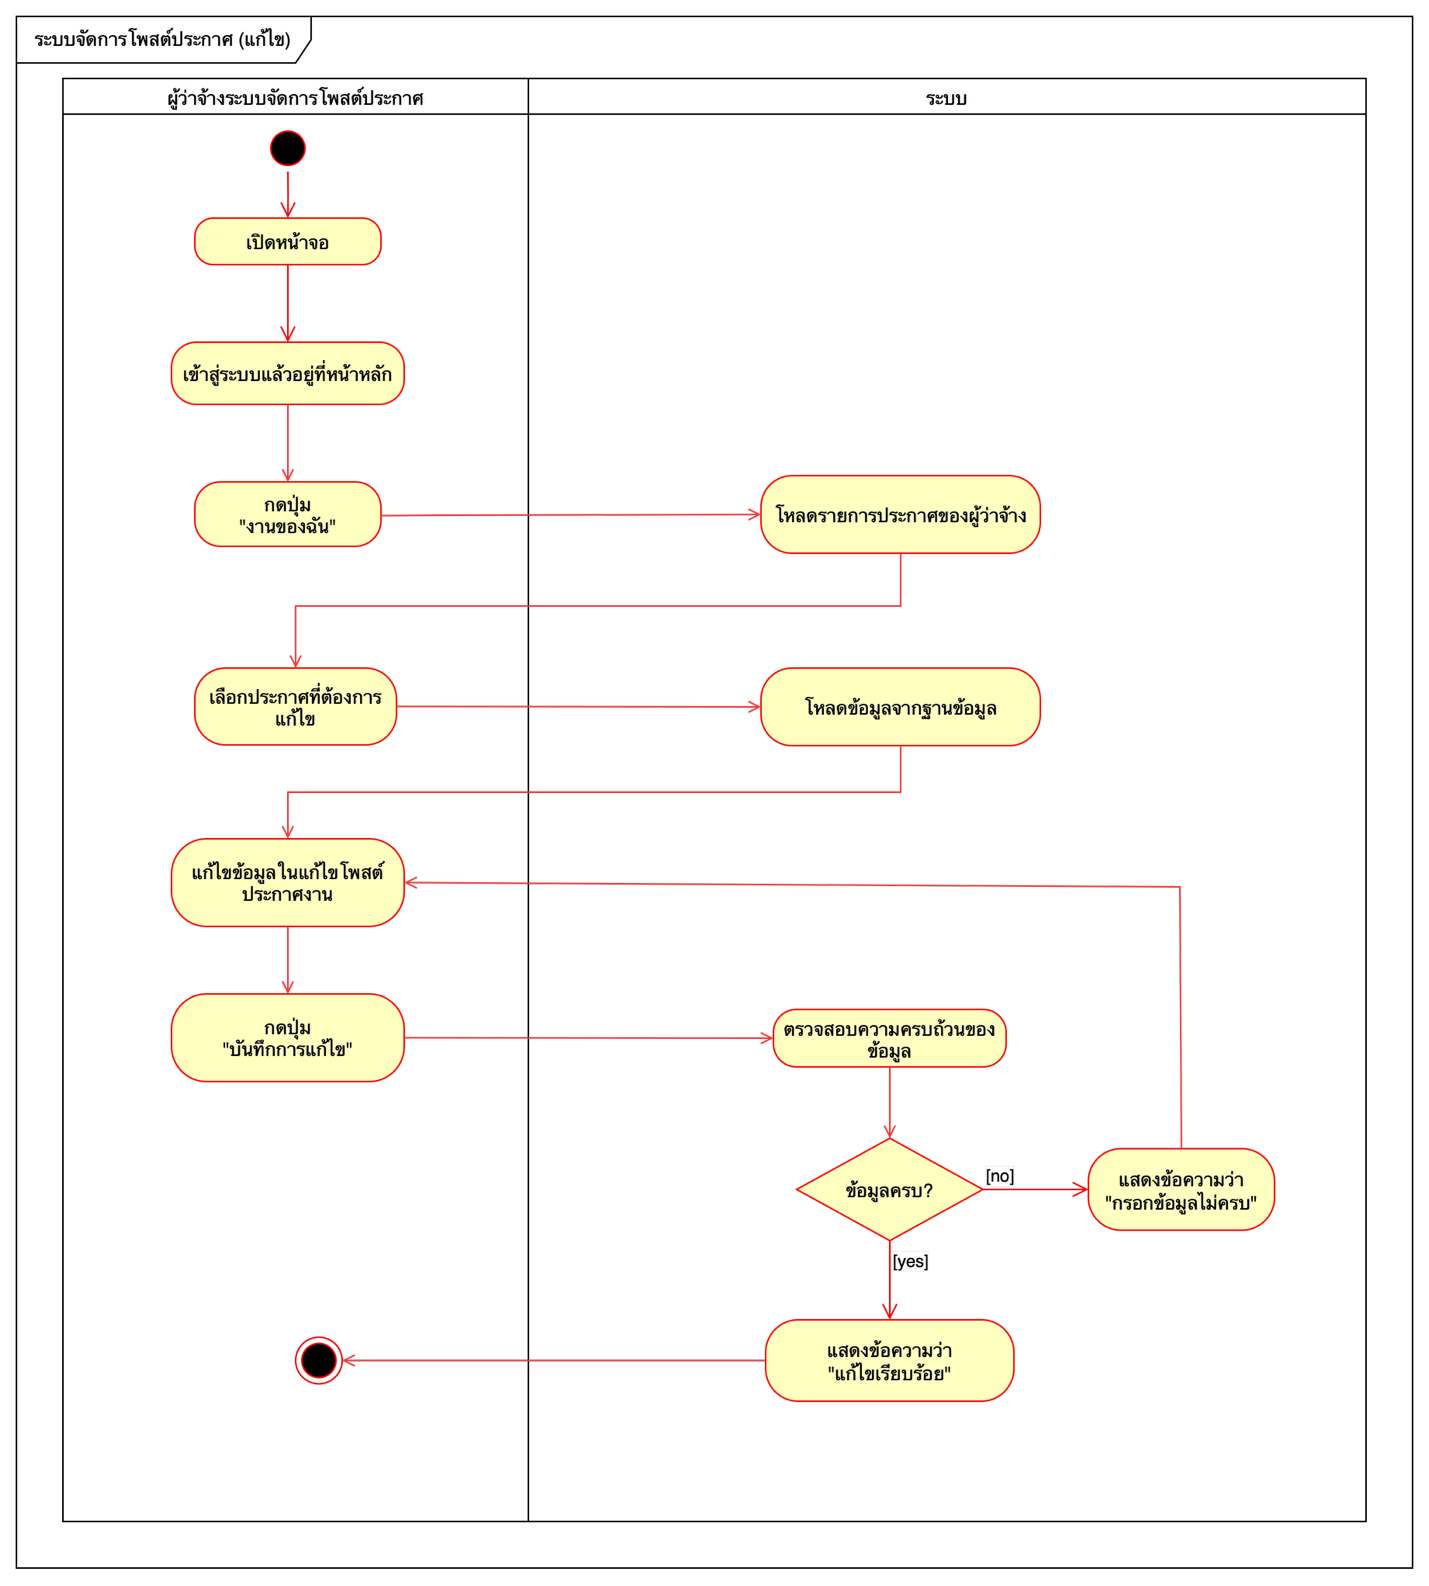 ระบบจัดการโพสต์ประกาศ (แก้ไข)
ผู้ว่าจ้างระบบจัดการโพสต์ประกาศ
ระบบ
เปิดหน้าจอ
เข้าสู่ระบบแล้วอยู่ที่หน้าหลัก
กดปุ่ม
"งานของฉัน"
โหลดรายการประกาศของผู้ว่าจ้าง
เลือกประกาศที่ต้องการ
แก้ไข
โหลดข้อมูลจากฐานข้อมูล
แก้ไขข้อมูลในแก้ไขโพสต์
ประกาศงาน
กดปุ่ม
"บันทึกการแก้ไข"
ตรวจสอบความครบถ้วนของ
ข้อมูล
ข้อมูลครบ?
[no]
แสดงข้อความว่า
"กรอกข้อมูลไม่ครบ"
[yes]
แสดงข้อความว่า
"แก้ไขเรียบร้อย"